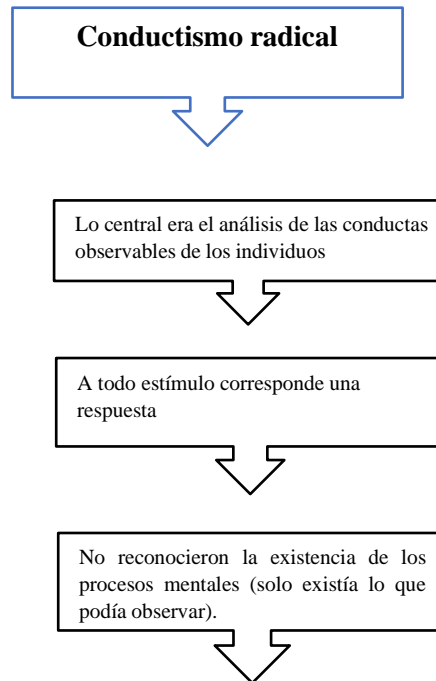 Conductismo radical
Lo central era el análisis de las conductas
observables de los individuos
A todo estímulo corresponde una
respuesta
No reconocieron la existencia de los
procesos mentales (solo existía lo que
podía observar).